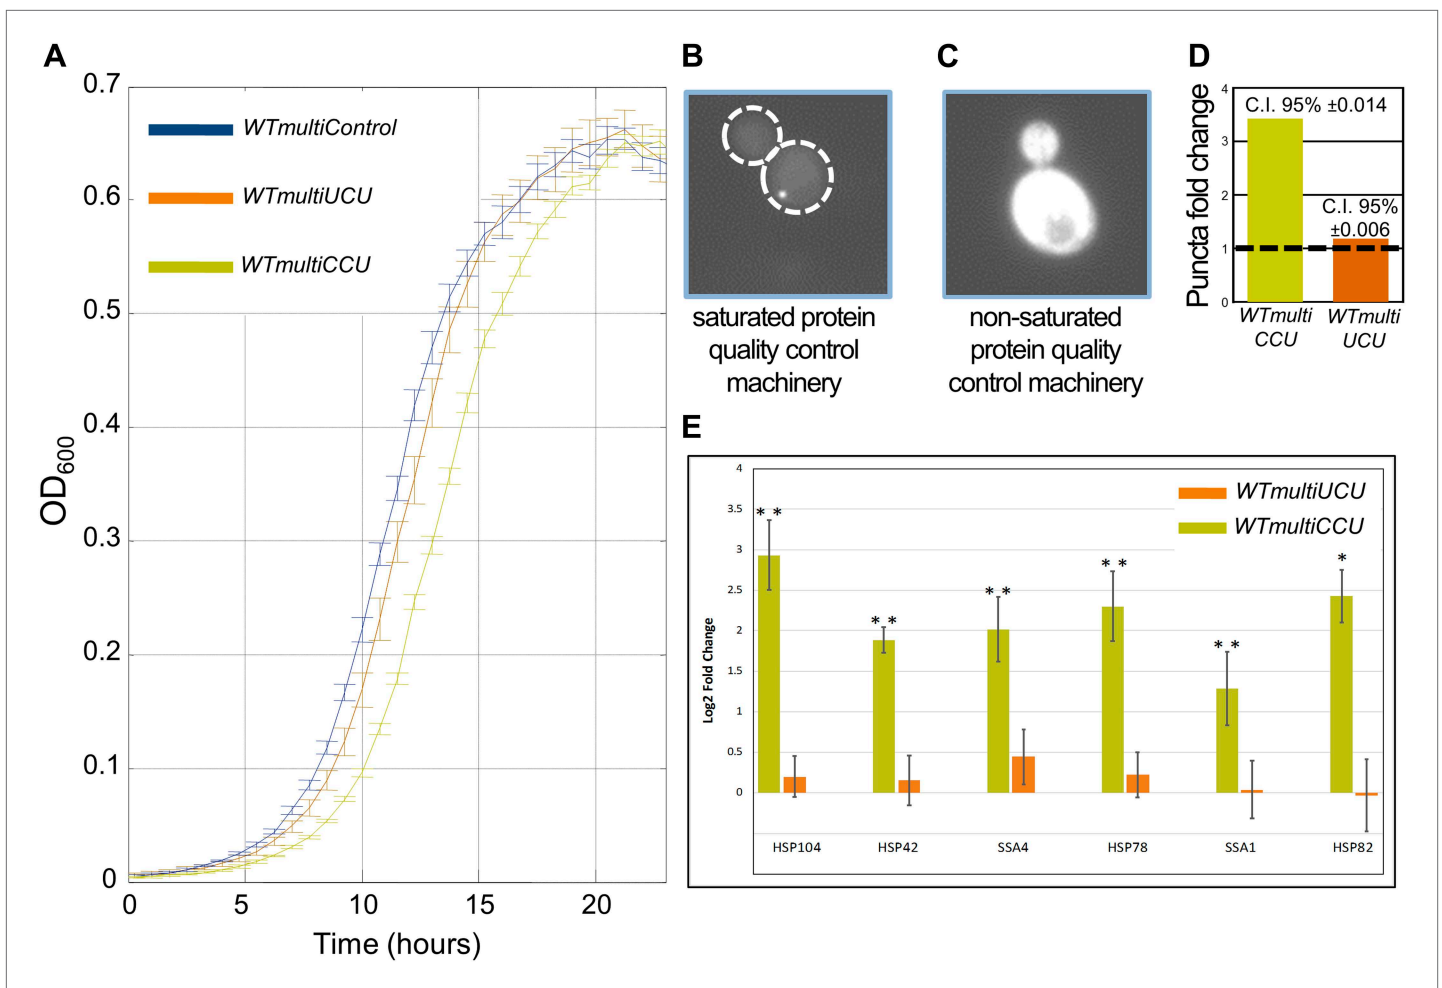 A
0.7
0.6
0.5
0.4
0.3
0.2
0.1
0
OD600
0
5
10
15
20
Time (hours)
WTmultiControl
WTmultiUCU
WTmultiCCU
B
saturated protein
quality control
machinery
C
non-saturated
protein quality
control machinery
D
Puncta fold change
4
3
2
1
0
C.I. 95% ±0.014
C.I. 95%
±0.006
WTmulti
CCU
WTmulti
UCU
E
Log2 Fold Change
4
3.5
3
2.5
2
1.5
1
0.5
0
WTmultiUCU
WTmultiCCU
**
**
**
**
**
*
HSP104
HSP42
SSA4
HSP78
SSA1
HSP82